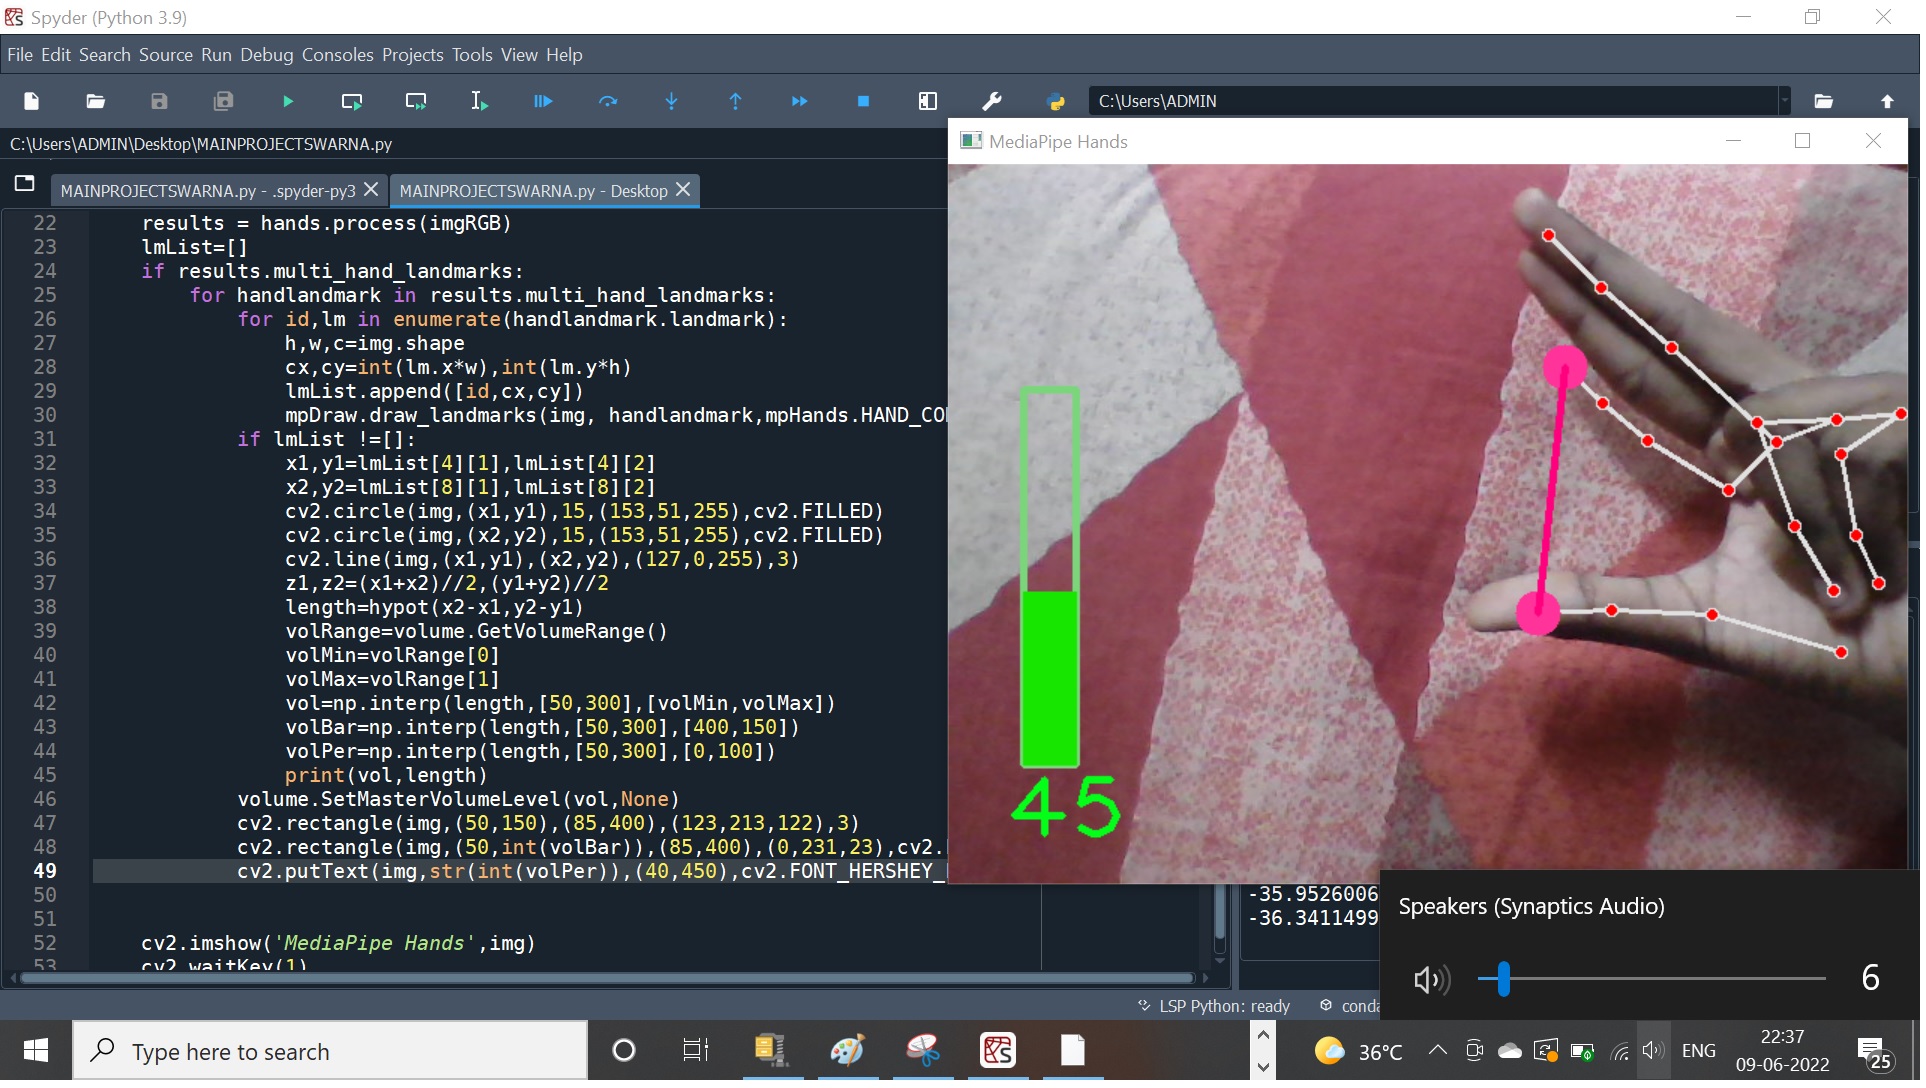 Spyder (Python 3.9)
File Edit Search Source Run Debug Consoles Projects Tools View Help
C:\Users\ADMIN
C:\Users\ADMIN\Desktop\MAINPROJECTSWARNA.py
MAINPROJECTSWARNA.py - .spyder-py3
MAINPROJECTSWARNA.py - Desktop
22 results = hands.process(imgRGB)
23 lmList=[]
24 if results.multi_hand_landmarks:
25 for handlandmark in results.multi_hand_landmarks:
26 for id,lm in enumerate(handlandmark.landmark):
27 h,w,c=img.shape
28 cx,cy=int(lm.x*w),int(lm.y*h)
29 lmList.append([id,cx,cy])
30 mpDraw.draw_landmarks(img, handlandmark,mpHands.HAND_CO
31 if lmList !=[]:
32 x1,y1=lmList[4][1],lmList[4][2]
33 x2,y2=lmList[8][1],lmList[8][2]
34 cv2.circle(img,(x1,y1),15,(153,51,255),cv2.FILLED)
35 cv2.circle(img,(x2,y2),15,(153,51,255),cv2.FILLED)
36 cv2.line(img,(x1,y1),(x2,y2),(127,0,255),3)
37 z1,z2=(x1+x2)//2,(y1+y2)//2
38 length=hypot(x2-x1,y2-y1)
39 volRange=volume.GetVolumeRange()
40 volMin=volRange[0]
41 volMax=volRange[1]
42 vol=np.interp(length,[50,300],[volMin,volMax])
43 volBar=np.interp(length,[50,300],[400,150])
44 volPer=np.interp(length,[50,300],[0,100])
45 print(vol,length)
46 volume.SetMasterVolumeLevel(vol,None)
47 cv2.rectangle(img,(50,150),(85,400),(123,213,122),3)
48 cv2.rectangle(img,(50,int(volBar)),(85,400),(0,231,23),cv2.
49 cv2.putText(img,str(int(volPer)),(40,450),cv2.FONT_HERSHEY_
50
51
52 cv2.imshow('MediaPipe Hands',img)
53 cv2.waitKey(1)
MediaPipe Hands
45
-35.9526006
-36.3411499
Speakers (Synaptics Audio)
6
LSP Python: ready
conda
Type here to search
36°C
ENG
22:37
09-06-2022
25